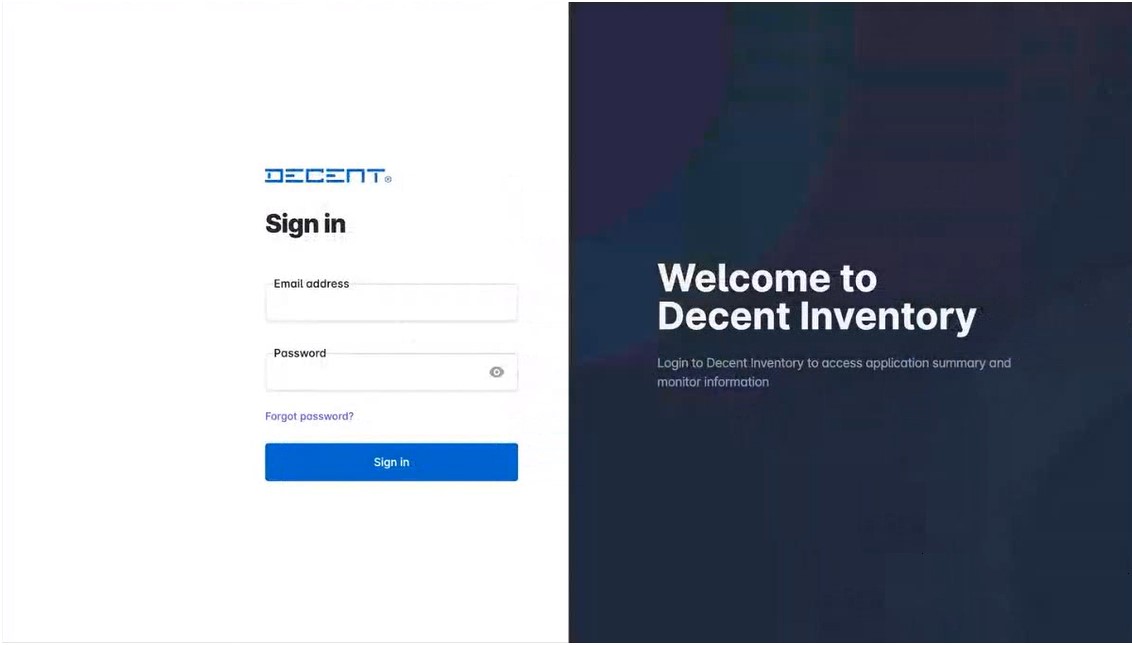 DECENT®
Sign in
Email address
Password
Forgot password?
Sign in
Welcome to
Decent Inventory
Login to Decent Inventory to access application summary and
monitor information